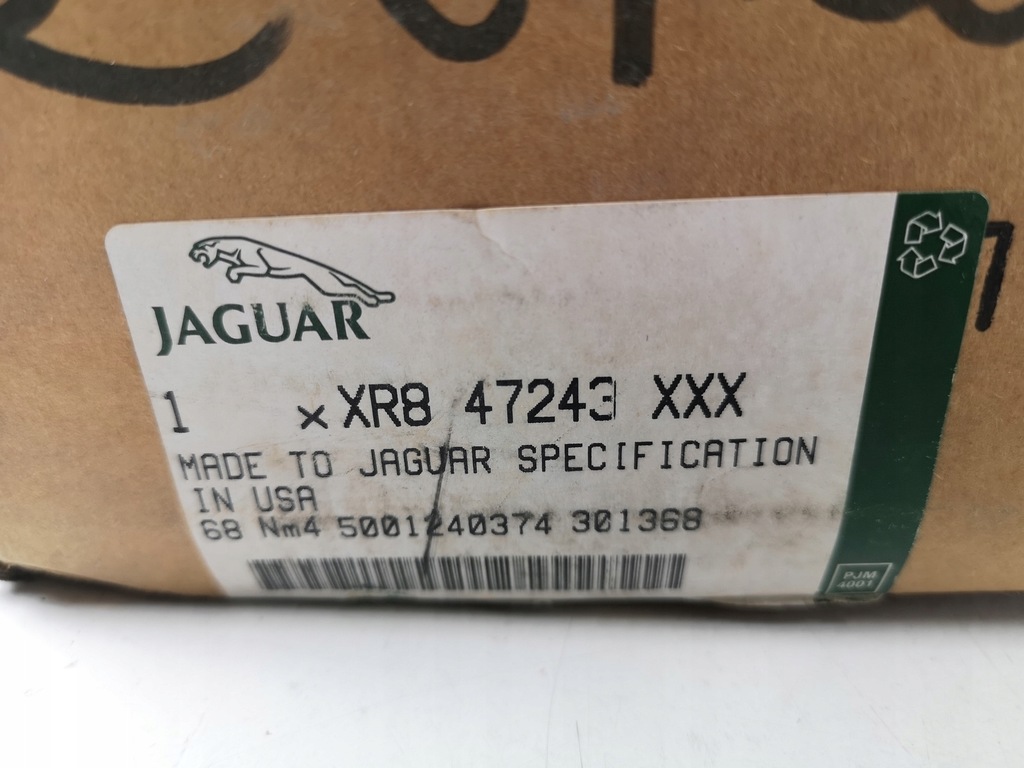 JAGUAR
1 x XR8 47243 XXX
MADE TO JAGUAR SPECIFICATION
IN USA
68 Nm4 5001240374 301368
PJM
4001